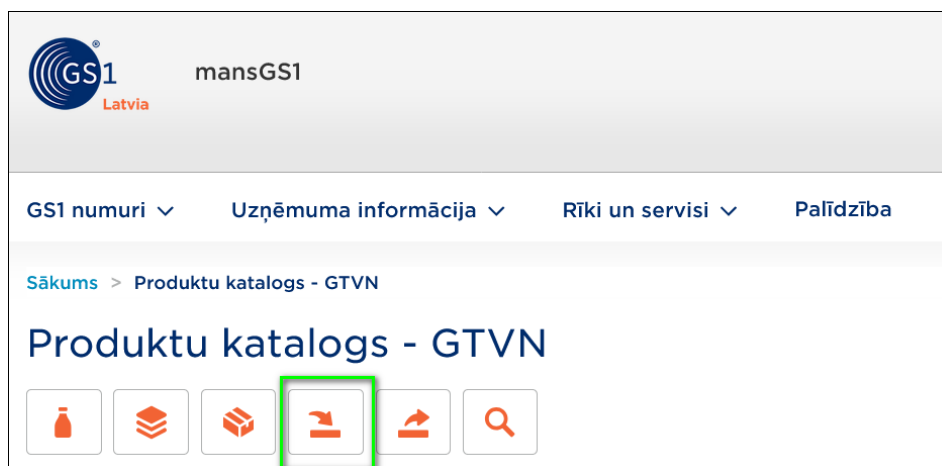 GS1
Latvia
mansGS1
GS1 numuri Uzņēmuma informācija Rīki un servisi Palīdzība
Sākums > Produktu katalogs - GTVN
Produktu katalogs - GTVN